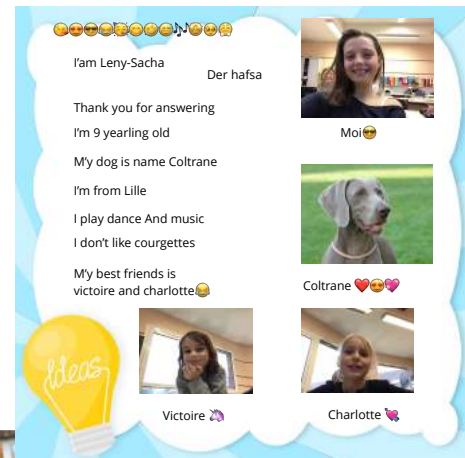 😘😍😎😂🥰😋🤣😊🎶🤩🥺😤
I'am Leny-Sacha
Der hafsa
Thank you for answering
I'm 9 yearling old
M'y dog is name Coltrane
I'm from Lille
I play dance And music
I don't like courgettes
M'y best friends is
victoire and charlotte😂
Moi😎
Coltrane ❤️😍💖
Ideas
Victoire 🦄
Charlotte 💘